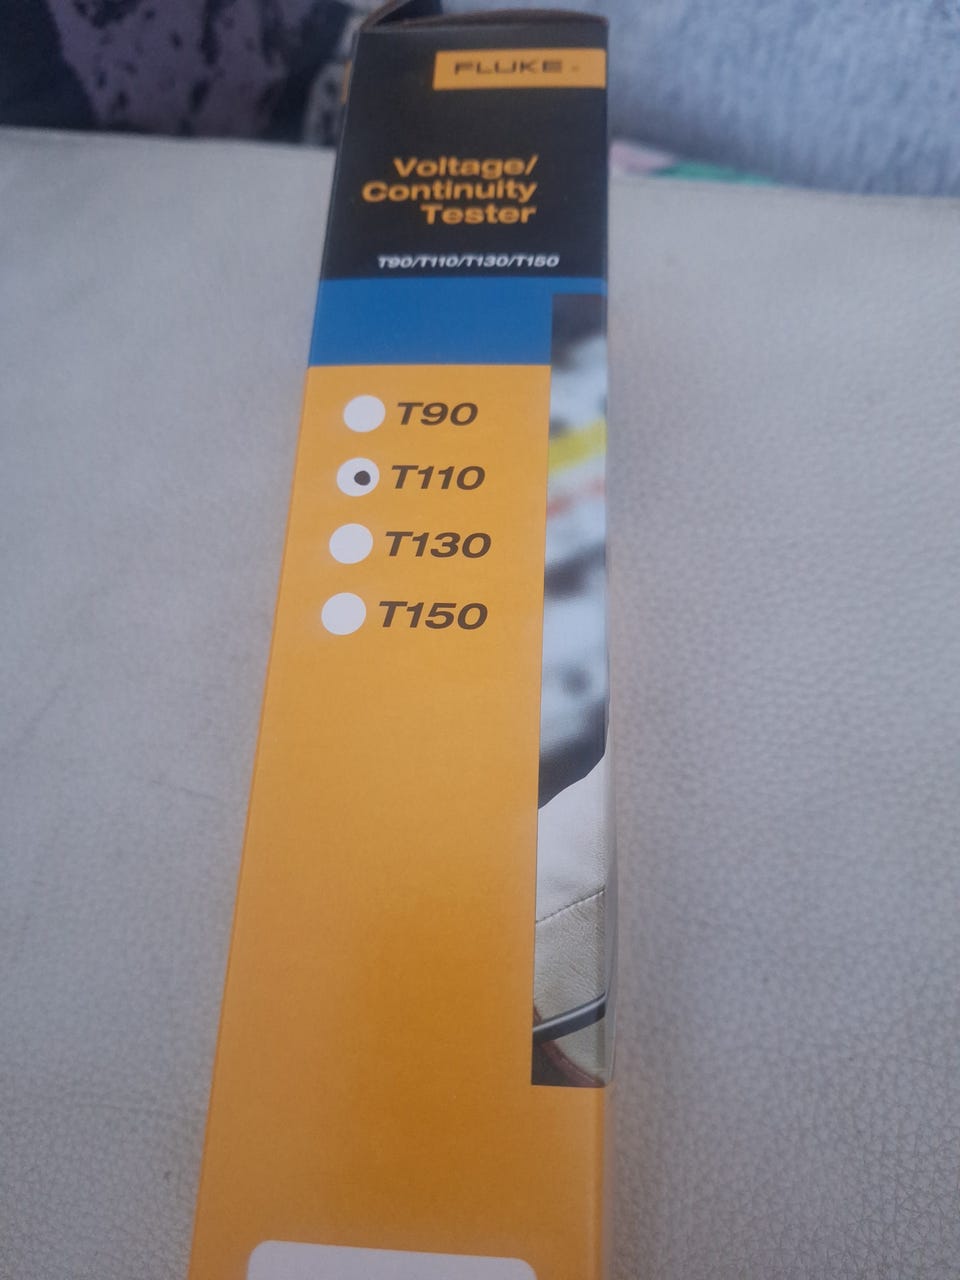 FLUKE
Voltage/
Continuity
Tester
T90/T110/T130/T150
T90
T110
T130
T150